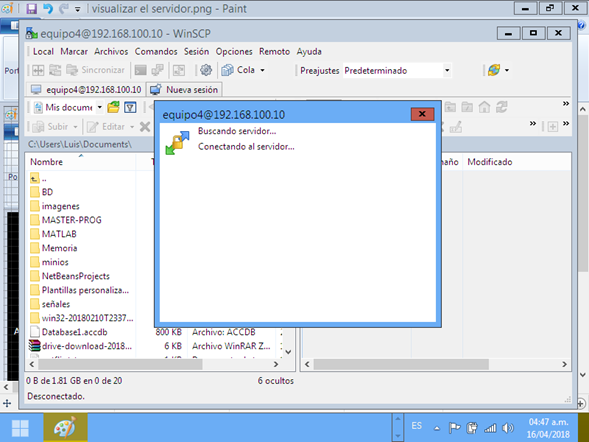 visualizar el servidor.png - Paint
equipo4@192.168.100.10 - WinSCP
Local Marcar Archivos Comandos Sesión Opciones Remoto Ayuda
Sincronizar Cola Preajustes Predeterminado
equipo4@192.168.100.10 Nueva sesión
Mis docume
Subir Editar
equipo4@192.168.100.10
Buscando servidor...
Conectando al servidor...
C:\Users\Luis\Documents\
Nombre Modificado
..
BD
imagenes
MASTER-PROG
MATLAB
Memoria
minios
NetBeansProjects
Plantillas personaliza...
señales
win32-20180210T2337...
Database1.accdb 800 KB Archivo: ACCDB
drive-download-2018... 6 KB Archivo WinRAR Z...
0 B de 1.81 GB en 0 de 20 6 ocultos
Desconectado.
ES 04:47 a.m.
16/04/2018